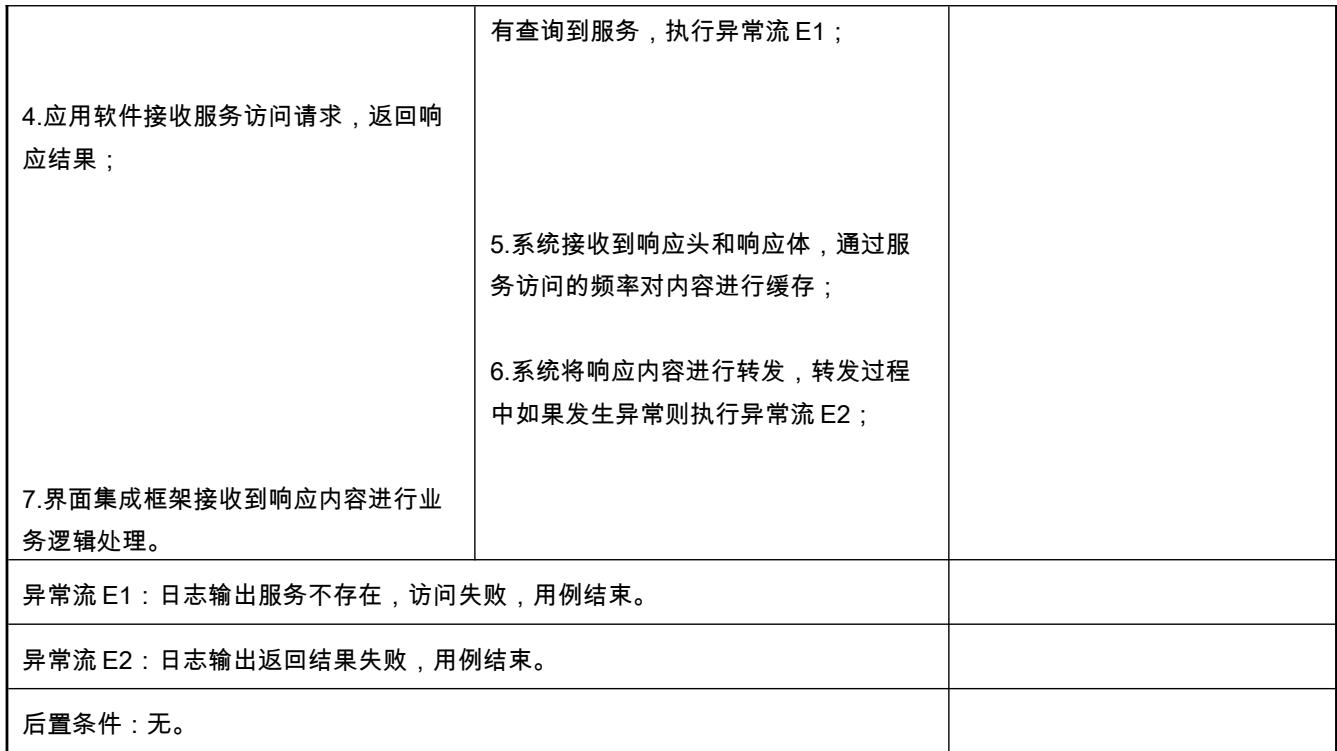 有查询到服务，执行异常流 E1；
4.应用软件接收服务访问请求，返回响
应结果；
5.系统接收到响应头和响应体，通过服
务访问的频率对内容进行缓存；
6.系统将响应内容进行转发，转发过程
中如果发生异常则执行异常流 E2；
7.界面集成框架接收到响应内容进行业
务逻辑处理。
异常流 E1：日志输出服务不存在，访问失败，用例结束。
异常流 E2：日志输出返回结果失败，用例结束。
后置条件：无。